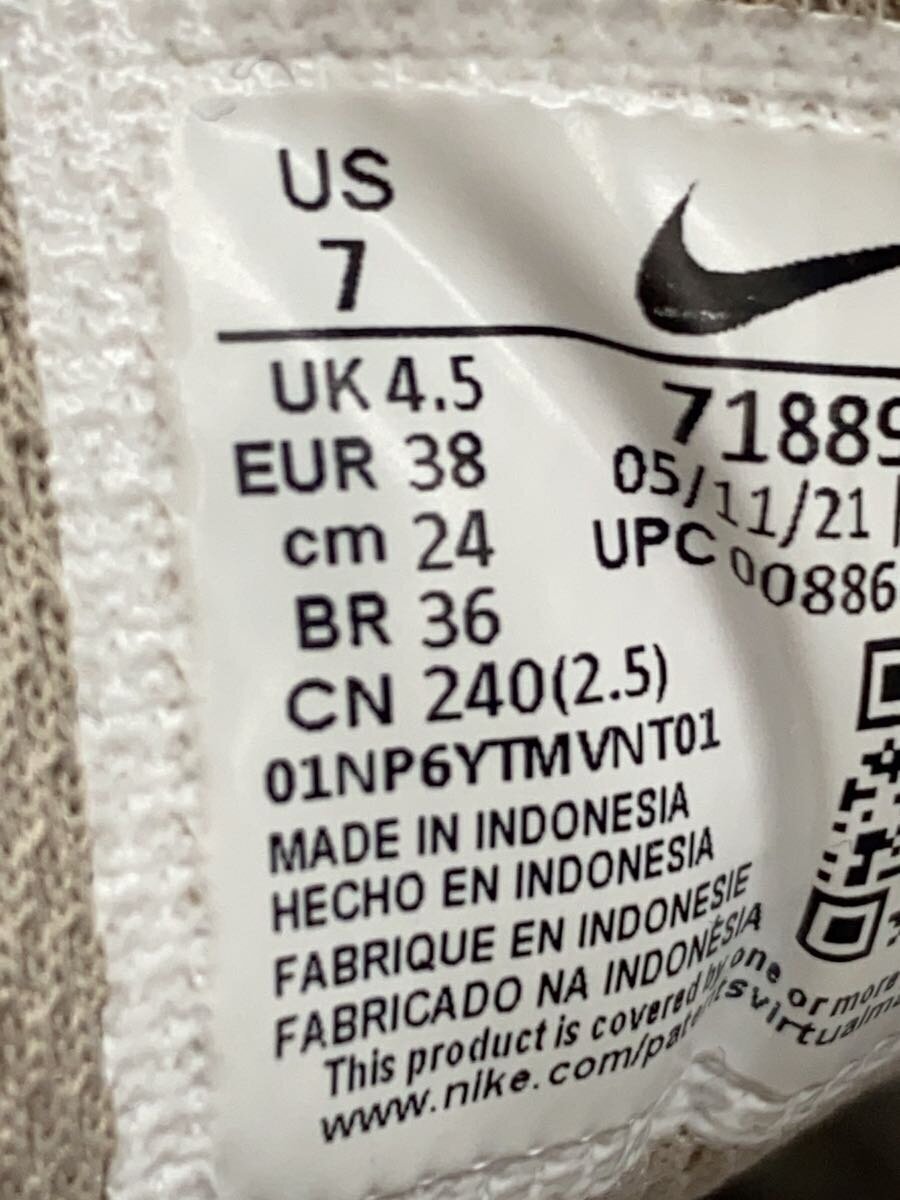 US
7
UK 4.5
EUR 38
cm 24
BR 36
CN 240(2.5)
01NP6YTMVNT01
MADE IN INDONESIA
HECHO EN INDONESIA
FABRIQUE EN INDONESIE
FABRICADO NA INDONÉSIA
This product is covered by one or more
www.nike.com/patentsvirtualma
71889
05/11/21
UPC 00886